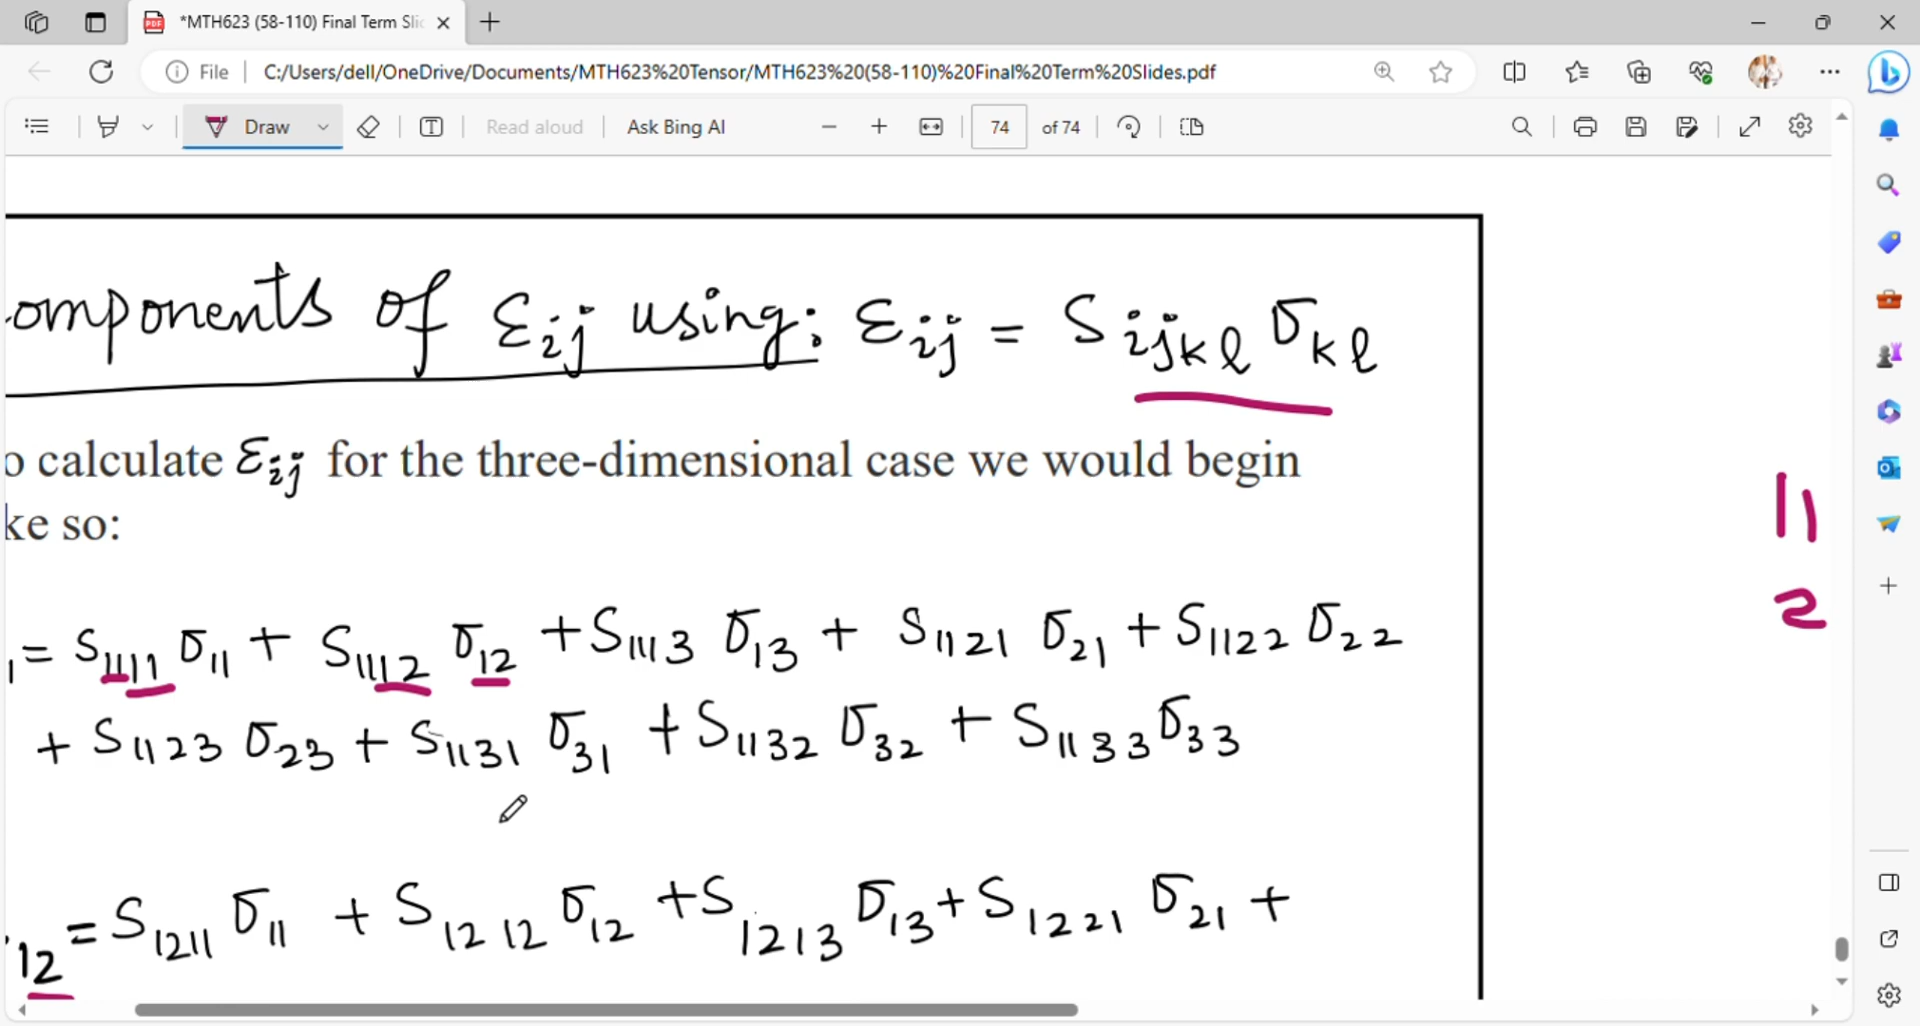 *MTH623 (58-110) Final Term Slic
File C:/Users/dell/OneDrive/Documents/MTH623%20Tensor/MTH623%20(58-110)%20Final%20Term%20Slides.pdf
Draw Read aloud Ask Bing AI 74 of 74
omponents of εij using: εij = Sijkl σkl
o calculate εij for the three-dimensional case we would begin
ke so:
11
2
1 = S1111 σ11 + S1112 σ12 + S1113 σ13 + S1121 σ21 + S1122 σ22
+ S1123 σ23 + S1131 σ31 + S1132 σ32 + S1133 σ33
12 = S1211 σ11 + S1212 σ12 + S1213 σ13 + S1221 σ21 +